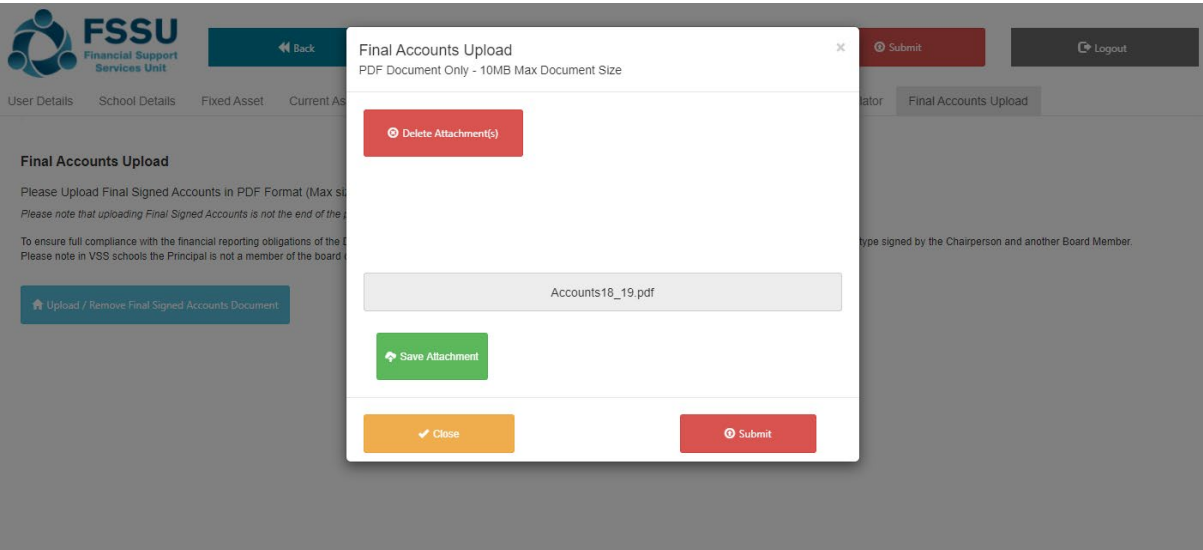 FSSU
Financial Support
Services Unit
Back
Submit
Logout
User Details School Details Fixed Asset Current As
Final Accounts Upload
Final Accounts Upload
PDF Document Only - 10MB Max Document Size
×
Delete Attachment(s)
Accounts18_19.pdf
Save Attachment
Close
Submit
Final Accounts Upload
Please Upload Final Signed Accounts in PDF Format (Max
Please note that uploading Final Signed Accounts is not the end of the
To ensure full compliance with the financial reporting obligations of the type signed by the Chairperson and another Board Member.
Please note in VSS schools the Principal is not a member of the board
Upload / Remove Final Signed Accounts Document